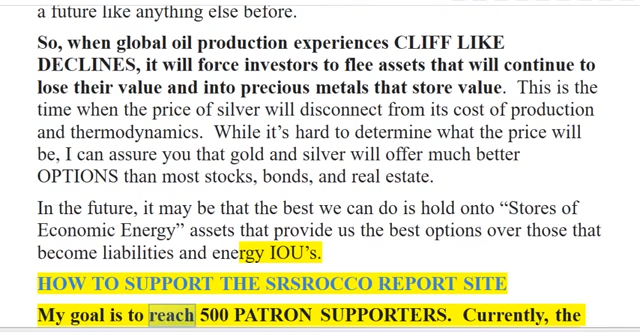 a future like anything else before.
So, when global oil production experiences CLIFF LIKE
DECLINES, it will force investors to flee assets that will continue to
lose their value and into precious metals that store value.  This is the
time when the price of silver will disconnect from its cost of production
and thermodynamics.  While it’s hard to determine what the price will
be, I can assure you that gold and silver will offer much better
OPTIONS than most stocks, bonds, and real estate.
In the future, it may be that the best we can do is hold onto “Stores of
Economic Energy” assets that provide us the best options over those that
become liabilities and energy IOU’s.
HOW TO SUPPORT THE SRSROCCO REPORT SITE
My goal is to reach 500 PATRON SUPPORTERS.  Currently, the